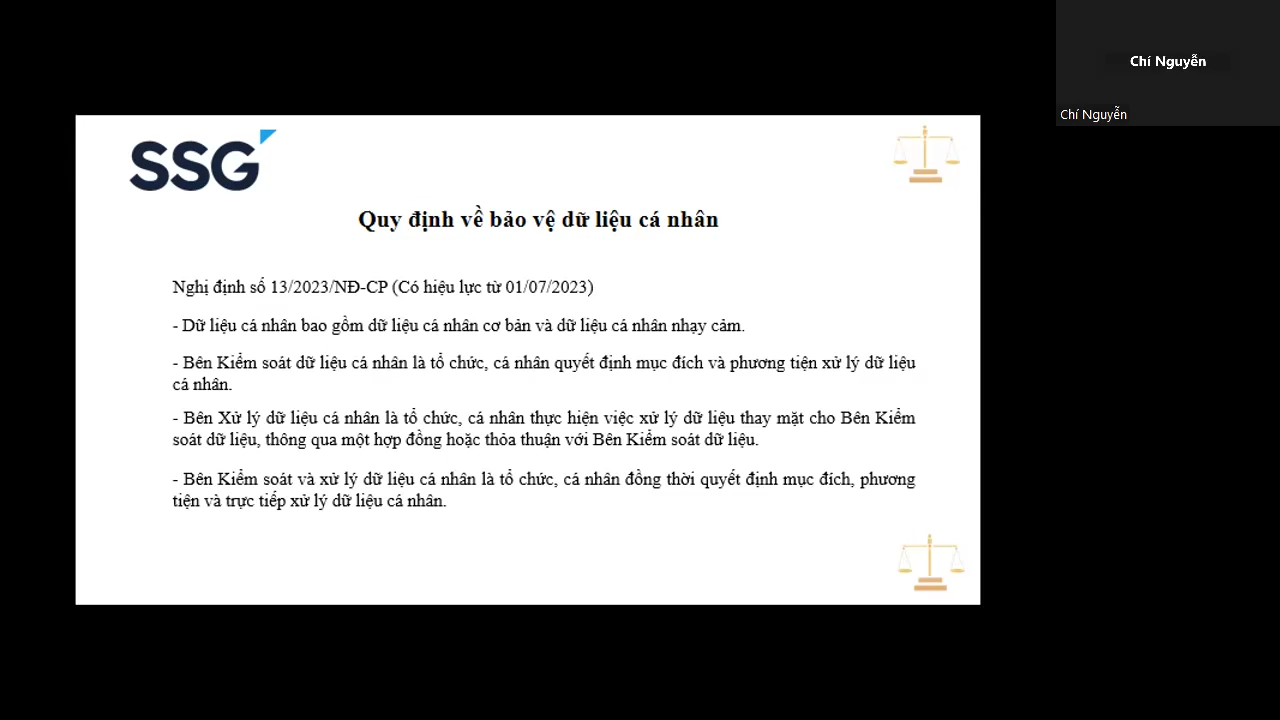 Chí Nguyễn
Chí Nguyễn
SSG
Quy định về bảo vệ dữ liệu cá nhân
Nghị định số 13/2023/NĐ-CP (Có hiệu lực từ 01/07/2023)
- Dữ liệu cá nhân bao gồm dữ liệu cá nhân cơ bản và dữ liệu cá nhân nhạy cảm.
- Bên Kiểm soát dữ liệu cá nhân là tổ chức, cá nhân quyết định mục đích và phương tiện xử lý dữ liệu
cá nhân.
- Bên Xử lý dữ liệu cá nhân là tổ chức, cá nhân thực hiện việc xử lý dữ liệu thay mặt cho Bên Kiểm
soát dữ liệu, thông qua một hợp đồng hoặc thỏa thuận với Bên Kiểm soát dữ liệu.
- Bên Kiểm soát và xử lý dữ liệu cá nhân là tổ chức, cá nhân đồng thời quyết định mục đích, phương
tiện và trực tiếp xử lý dữ liệu cá nhân.